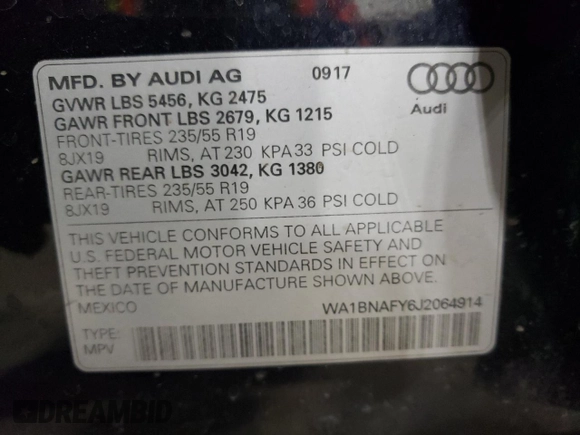 MFD. BY AUDI AG 0917
GVWR LBS 5456, KG 2475
GAWR FRONT LBS 2679, KG 1215
FRONT-TIRES 235/55 R19
8JX19 RIMS, AT 230 KPA 33 PSI COLD
GAWR REAR LBS 3042, KG 1380
REAR-TIRES 235/55 R19
8JX19 RIMS, AT 250 KPA 36 PSI COLD
Audi
THIS VEHICLE CONFORMS TO ALL APPLICABLE
U.S. FEDERAL MOTOR VEHICLE SAFETY AND
THEFT PREVENTION STANDARDS IN EFFECT ON
THE DATE OF MANUFACTURE SHOWN ABOVE.
MEXICO WA1BNAFY6J2064914
TYPE:
MPV
DREAMBID